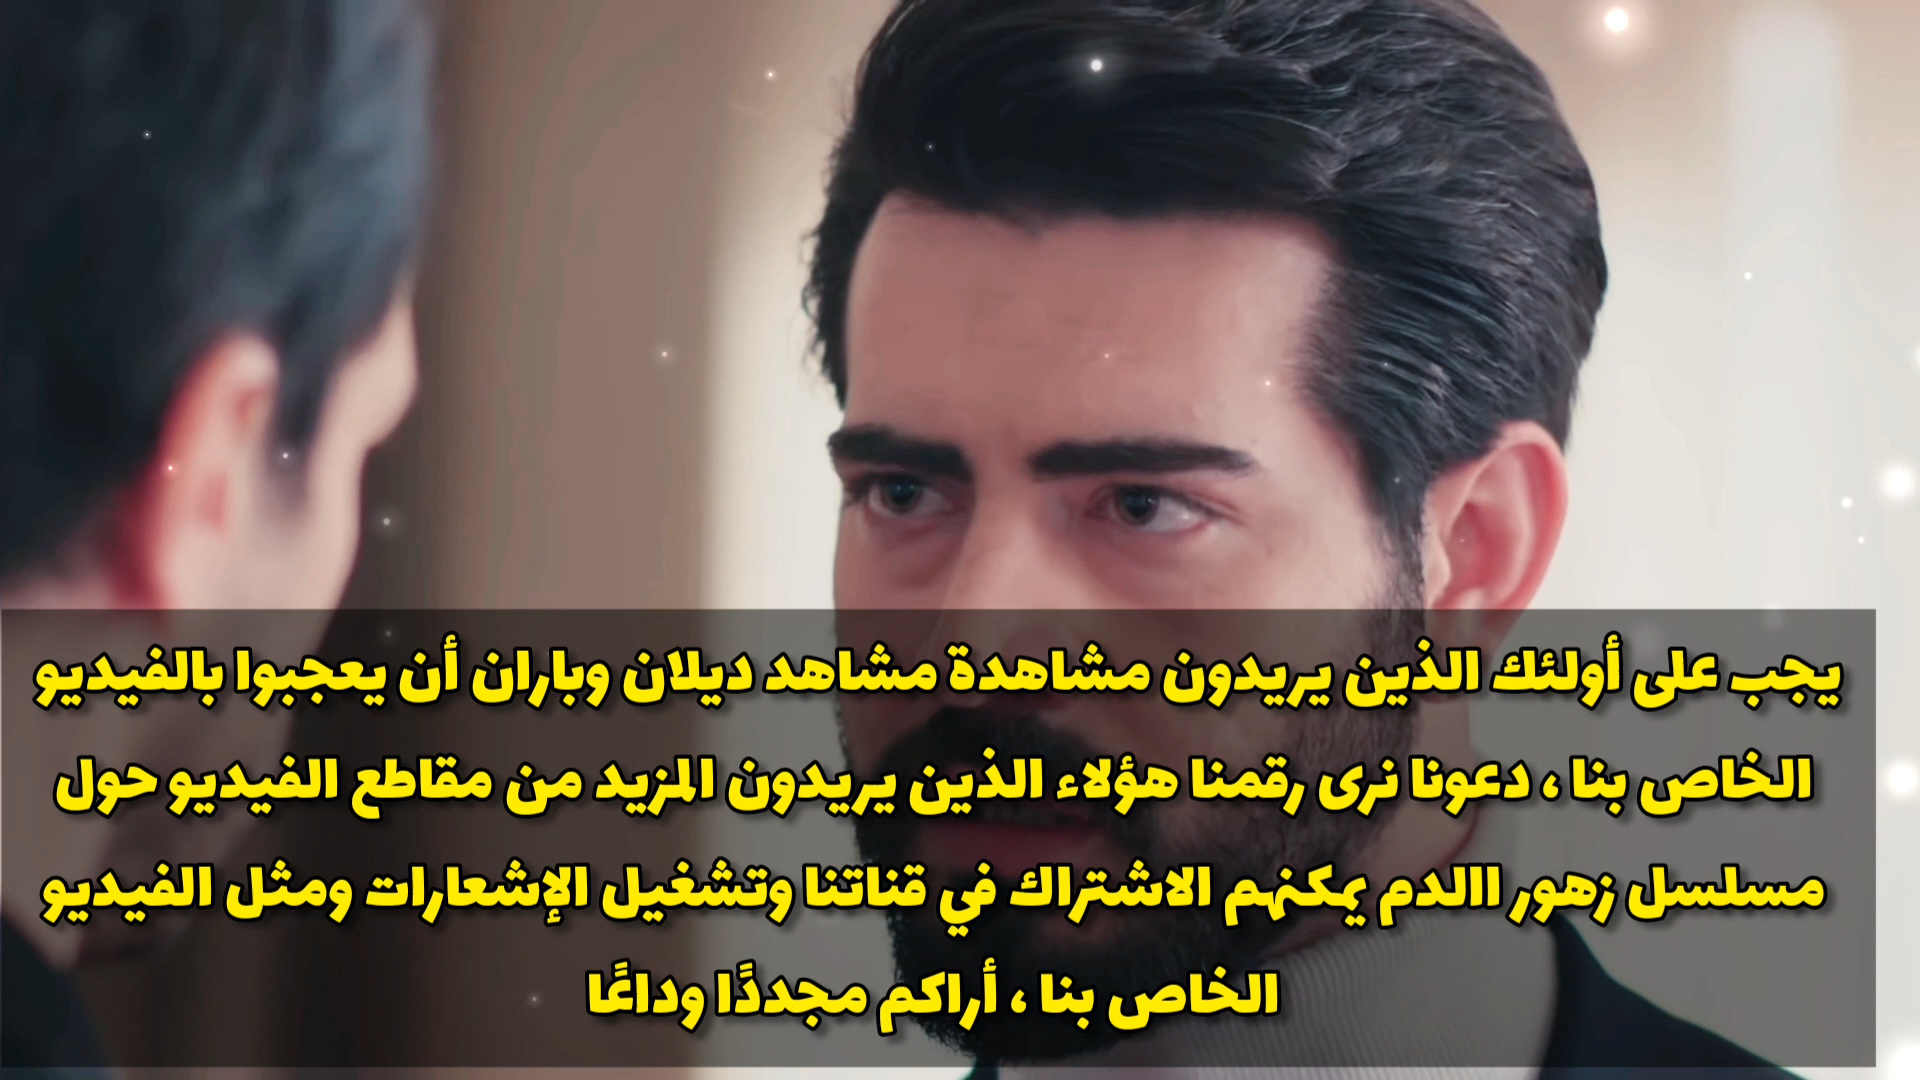 يجب على أولئك الذين يريدون مشاهدة مشاهد ديلان وباران أن يعجبوا بالفيديو
الخاص بنا ، دعونا نرى رقمنا هؤلاء الذين يريدون المزيد من مقاطع الفيديو حول
مسلسل زهور االدم يمكنهم الاشتراك في قناتنا وتشغيل الإشعارات ومثل الفيديو
الخاص بنا ، أراكم مجددًا وداعًا